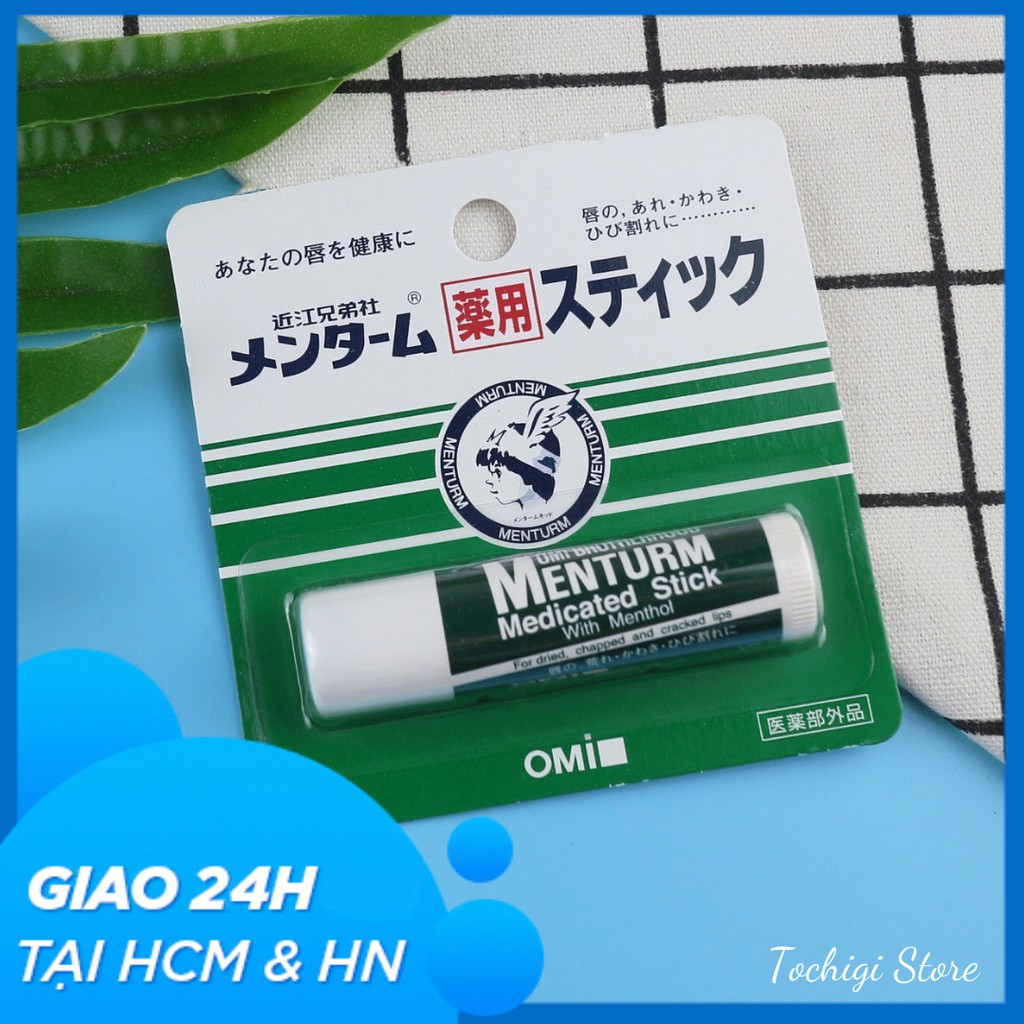 あなたの唇を健康に
唇の,あれ・かわき・
ひび割れに…………
近江兄弟社
メンターム® 薬用 スティック
MENTURM
MENTURM
MENTURM
MENTURM
メンタームキッド
OMI BROTHERHOOD
MENTURM
Medicated Stick
With Menthol
For dried, chapped and cracked lips
唇の,荒れ・かわき・ひび割れに
医薬部外品
OMi
GIAO 24H
TẠI HCM & HN
Tochigi Store